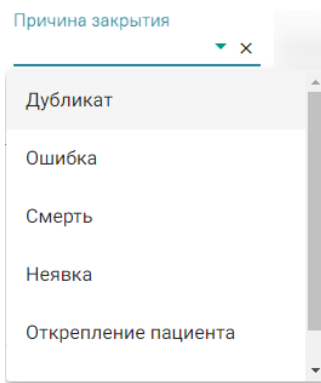 Причина закрытия
Дубликат
Ошибка
Смерть
Неявка
Открепление пациента